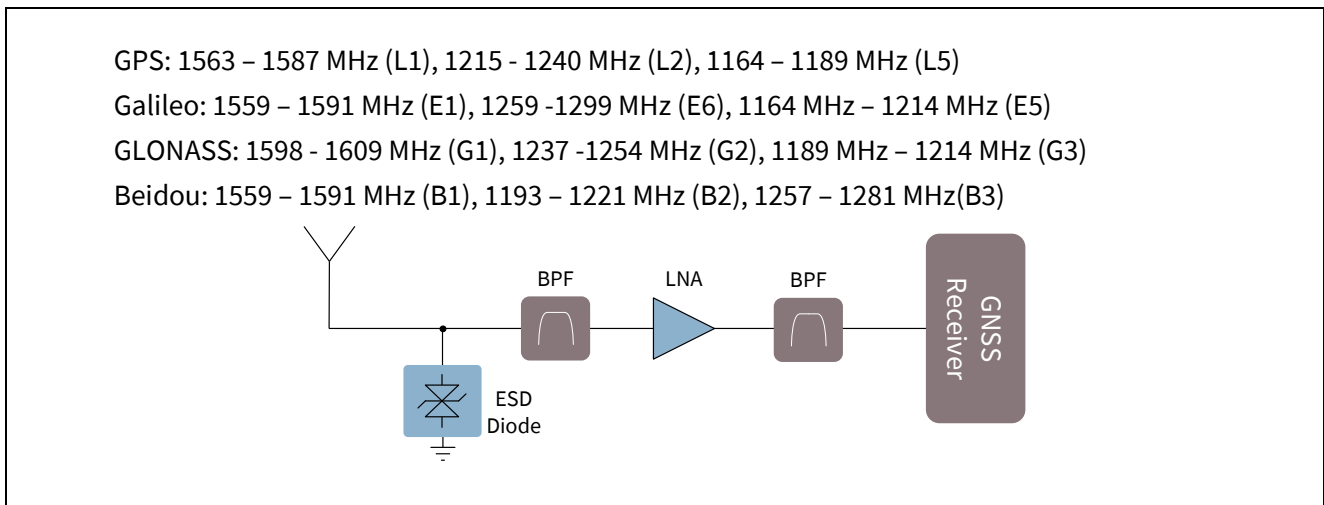 GPS: 1563 – 1587 MHz (L1), 1215 - 1240 MHz (L2), 1164 – 1189 MHz (L5)
Galileo: 1559 – 1591 MHz (E1), 1259 -1299 MHz (E6), 1164 MHz – 1214 MHz (E5)
GLONASS: 1598 - 1609 MHz (G1), 1237 -1254 MHz (G2), 1189 MHz – 1214 MHz (G3)
Beidou: 1559 – 1591 MHz (B1), 1193 – 1221 MHz (B2), 1257 – 1281 MHz(B3)
BPF
LNA
BPF
GNSS
Receiver
ESD
Diode